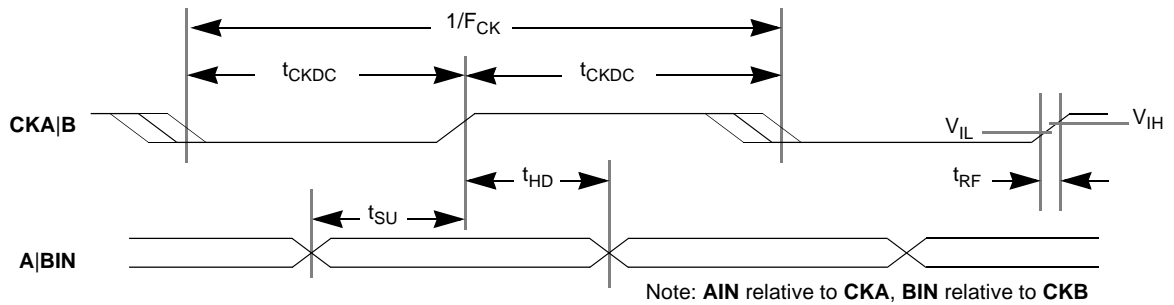 1/FCK
tCKDC tCKDC
CKA|B
VIL VIH
tHD tRF
tSU
A|BIN
Note: AIN relative to CKA, BIN relative to CKB